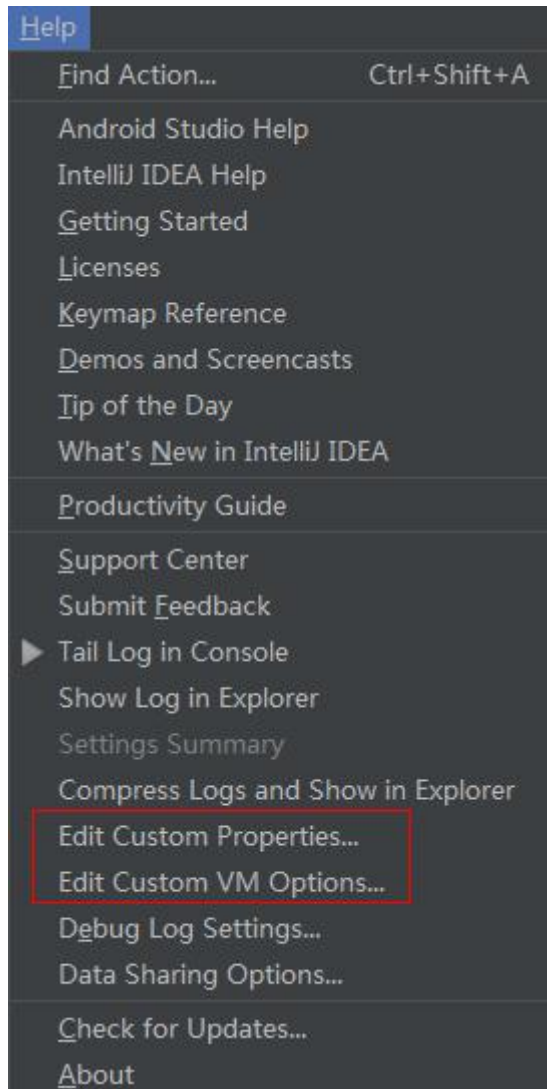 Help
Find Action... Ctrl+Shift+A
Android Studio Help
IntelliJ IDEA Help
Getting Started
Licenses
Keymap Reference
Demos and Screencasts
Tip of the Day
What's New in IntelliJ IDEA
Productivity Guide
Support Center
Submit Feedback
Tail Log in Console
Show Log in Explorer
Settings Summary
Compress Logs and Show in Explorer
Edit Custom Properties...
Edit Custom VM Options...
Debug Log Settings...
Data Sharing Options...
Check for Updates...
About